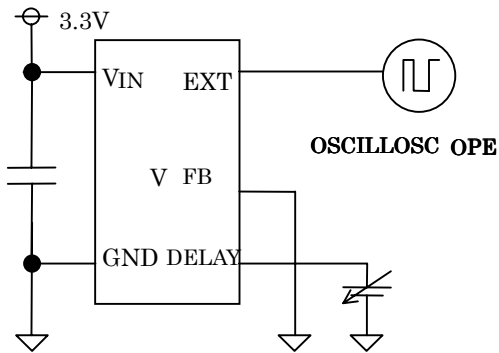 3.3V
VIN EXT
OSCILLOSC OPE
V FB
GND DELAY